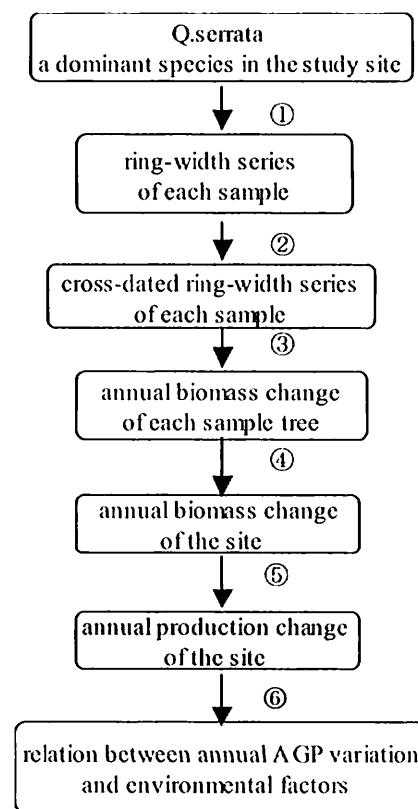 Q.serrata
a dominant species in the study site
①
ring-width series
of each sample
②
cross-dated ring-width series
of each sample
③
annual biomass change
of each sample tree
④
annual biomass change
of the site
⑤
annual production change
of the site
⑥
relation between annual AGP variation
and environmental factors